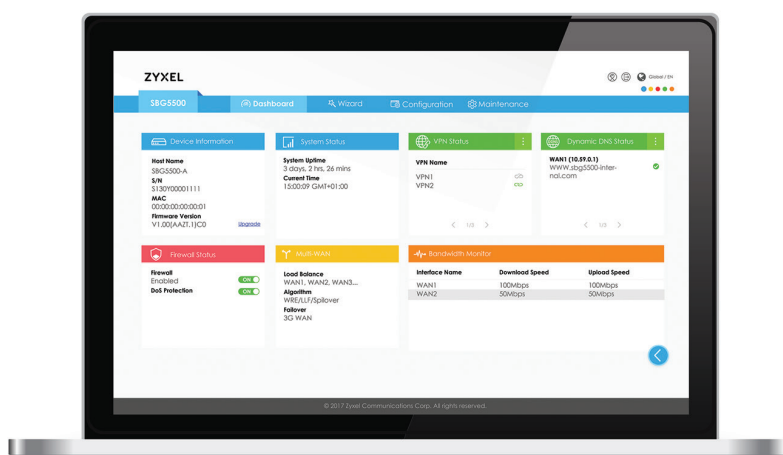 ZYXEL
Global / EN
SBG5500
Dashboard
Wizard
Configuration
Maintenance
Device Information
Host Name
SBG5500-A
S/N
S130Y00001111
MAC
00:00:00:00:00:01
Firmware Version
V1.00(AAZT.1)C0
Upgrade
System Status
System Uptime
3 days, 2 hrs, 26 mins
Current Time
15:00:09 GMT+01:00
VPN Status
VPN Name
VPN1
VPN2
1/3
Dynamic DNS Status
WAN1 (10.59.0.1)
WWW.sbg5500-inter-
nal.com
1/3
Firewall Status
Firewall
Enabled ON
DoS Protection ON
Multi-WAN
Load Balance
WAN1, WAN2, WAN3...
Algorithm
WRE/LLF/Spilover
Failover
3G WAN
Bandwidth Monitor
Interface Name Download Speed Upload Speed
WAN1 100Mbps 100Mbps
WAN2 50Mbps 50Mbps
© 2017 Zyxel Communications Corp. All rights reserved.